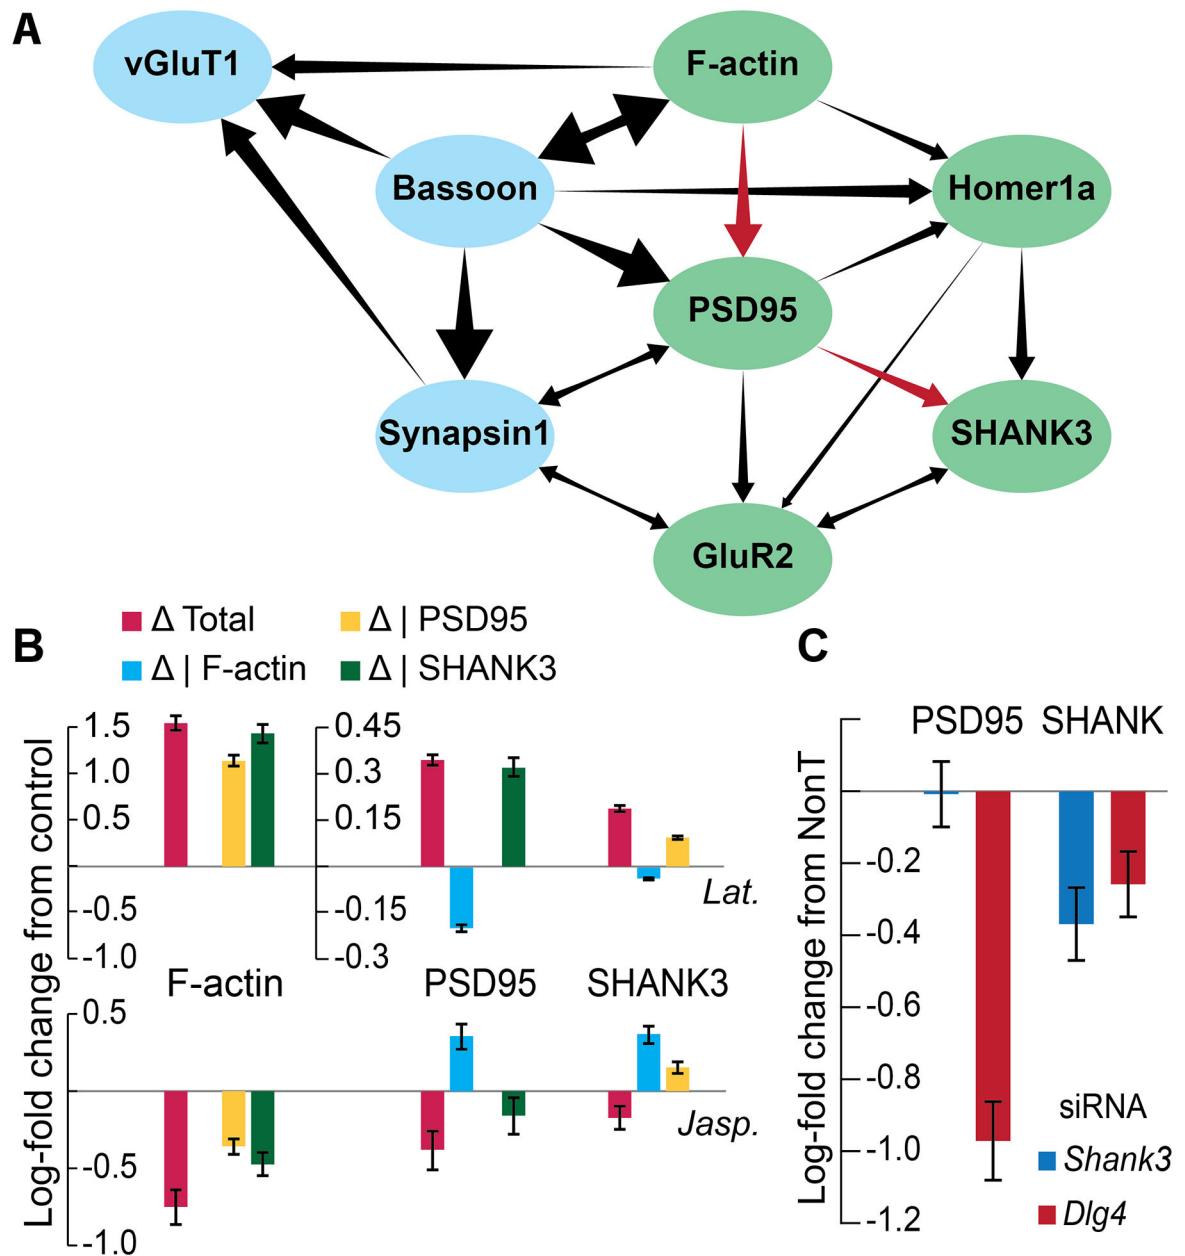 A
vGluT1
F-actin
Bassoon
Homer1a
PSD95
Synapsin1
SHANK3
GluR2
B
Δ Total
Δ | PSD95
Δ | F-actin
Δ | SHANK3
Log-fold change from control
1.5
1.0
0.5
-0.5
-1.0
0.45
0.3
0.15
-0.15
-0.3
Lat.
F-actin
PSD95
SHANK3
0.5
-0.5
-1.0
Jasp.
C
Log-fold change from NonT
PSD95
SHANK
-0.2
-0.4
-0.6
-0.8
-1.0
-1.2
siRNA
Shank3
Dlg4